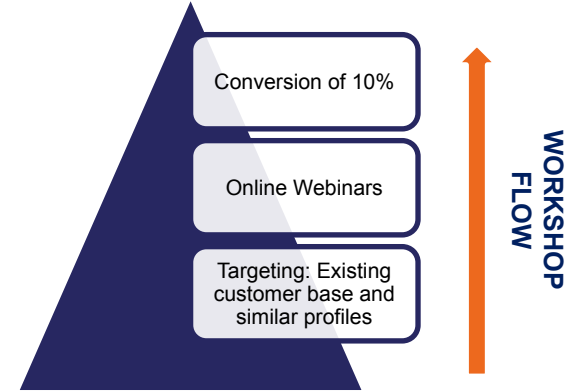 Conversion of 10%
Online Webinars
Targeting: Existing
customer base and
similar profiles
WORKSHOP
FLOW